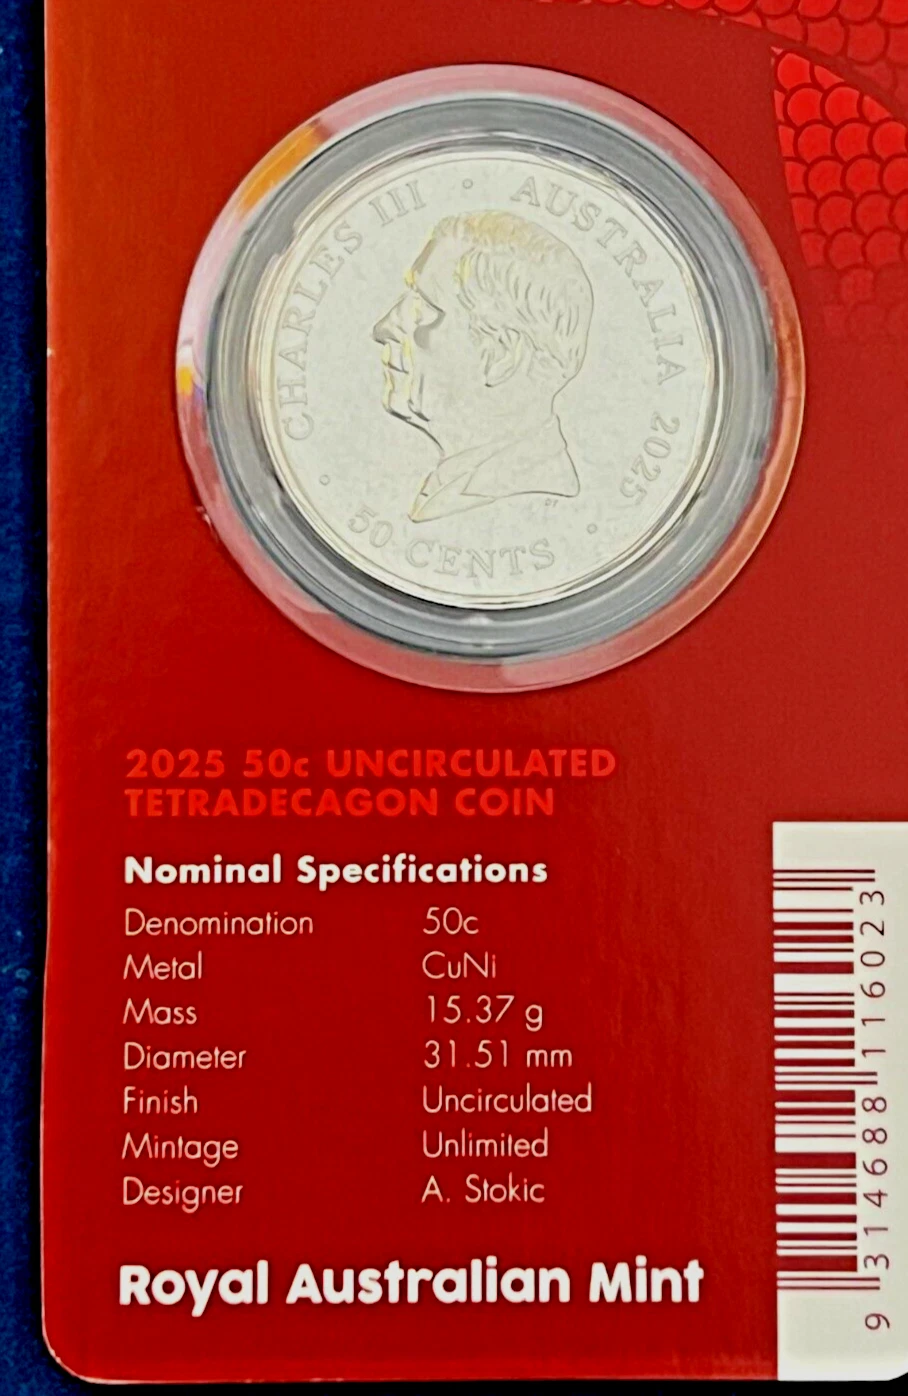 CHARLES III • AUSTRALIA 2025 •
50 CENTS •
2025 50c UNCIRCULATED
TETRADECAGON COIN
Nominal Specifications
Denomination 50c
Metal CuNi
Mass 15.37 g
Diameter 31.51 mm
Finish Uncirculated
Mintage Unlimited
Designer A. Stokic
Royal Australian Mint
9 314688 116023